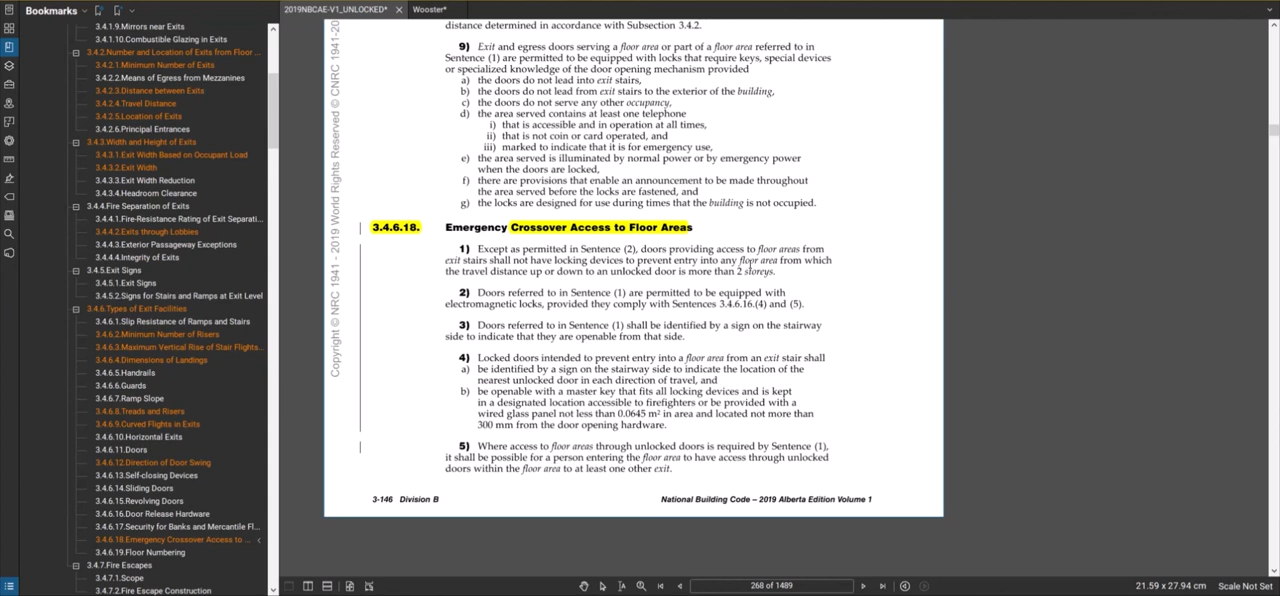 Bookmarks
2019NBCAE-V1_UNLOCKED*
Wooster*
3.4.1.9.Mirrors near Exits
3.4.1.10.Combustible Glazing in Exits
3.4.2.Number and Location of Exits from Floor ...
3.4.2.1.Minimum Number of Exits
3.4.2.2.Means of Egress from Mezzanines
3.4.2.3.Distance between Exits
3.4.2.4.Travel Distance
3.4.2.5.Location of Exits
3.4.2.6.Principal Entrances
3.4.3.Width and Height of Exits
3.4.3.1.Exit Width Based on Occupant Load
3.4.3.2.Exit Width
3.4.3.3.Exit Width Reduction
3.4.3.4.Headroom Clearance
3.4.4.Fire Separation of Exits
3.4.4.1.Fire-Resistance Rating of Exit Separati...
3.4.4.2.Exits through Lobbies
3.4.4.3.Exterior Passageway Exceptions
3.4.4.4.Integrity of Exits
3.4.5.Exit Signs
3.4.5.1.Exit Signs
3.4.5.2.Signs for Stairs and Ramps at Exit Level
3.4.6.Types of Exit Facilities
3.4.6.1.Slip Resistance of Ramps and Stairs
3.4.6.2.Minimum Number of Risers
3.4.6.3.Maximum Vertical Rise of Stair Flights...
3.4.6.4.Dimensions of Landings
3.4.6.5.Handrails
3.4.6.6.Guards
3.4.6.7.Ramp Slope
3.4.6.8.Treads and Risers
3.4.6.9.Curved Flights in Exits
3.4.6.10.Horizontal Exits
3.4.6.11.Doors
3.4.6.12.Direction of Door Swing
3.4.6.13.Self-closing Devices
3.4.6.14.Sliding Doors
3.4.6.15.Revolving Doors
3.4.6.16.Door Release Hardware
3.4.6.17.Security for Banks and Mercantile Fl...
3.4.6.18.Emergency Crossover Access to ...
3.4.6.19.Floor Numbering
3.4.7.Fire Escapes
3.4.7.1.Scope
3.4.7.2.Fire Escape Construction
Copyright © NRC 1941 - 2019 World Rights Reserved © CNRC 1941-20
distance determined in accordance with Subsection 3.4.2.
9) Exit and egress doors serving a floor area or part of a floor area referred to in
Sentence (1) are permitted to be equipped with locks that require keys, special devices
or specialized knowledge of the door opening mechanism provided
a) the doors do not lead into exit stairs,
b) the doors do not lead from exit stairs to the exterior of the building,
c) the doors do not serve any other occupancy,
d) the area served contains at least one telephone
i) that is accessible and in operation at all times,
ii) that is not coin or card operated, and
iii) marked to indicate that it is for emergency use,
e) the area served is illuminated by normal power or by emergency power
when the doors are locked,
f) there are provisions that enable an announcement to be made throughout
the area served before the locks are fastened, and
g) the locks are designed for use during times that the building is not occupied.
3.4.6.18. Emergency Crossover Access to Floor Areas
1) Except as permitted in Sentence (2), doors providing access to floor areas from
exit stairs shall not have locking devices to prevent entry into any floor area from which
the travel distance up or down to an unlocked door is more than 2 storeys.
2) Doors referred to in Sentence (1) are permitted to be equipped with
electromagnetic locks, provided they comply with Sentences 3.4.6.16.(4) and (5).
3) Doors referred to in Sentence (1) shall be identified by a sign on the stairway
side to indicate that they are openable from that side.
4) Locked doors intended to prevent entry into a floor area from an exit stair shall
a) be identified by a sign on the stairway side to indicate the location of the
nearest unlocked door in each direction of travel, and
b) be openable with a master key that fits all locking devices and is kept
in a designated location accessible to firefighters or be provided with a
wired glass panel not less than 0.0645 m² in area and located not more than
300 mm from the door opening hardware.
5) Where access to floor areas through unlocked doors is required by Sentence (1),
it shall be possible for a person entering the floor area to have access through unlocked
doors within the floor area to at least one other exit.
3-146 Division B
National Building Code – 2019 Alberta Edition Volume 1
268 of 1489
21.59 x 27.94 cm
Scale Not Set